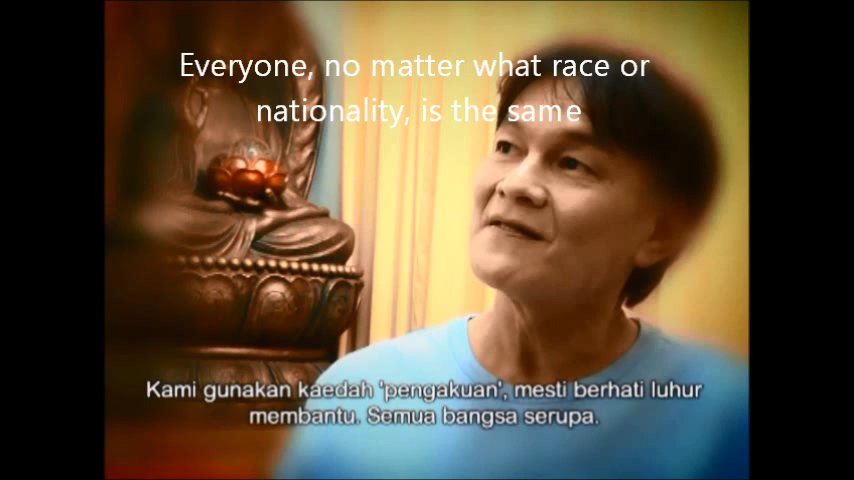 Everyone, no matter what race or
nationality, is the same
Kami gunakan kaedah 'pengakuan', mesti berhati luhur
membantu. Semua bangsa serupa.